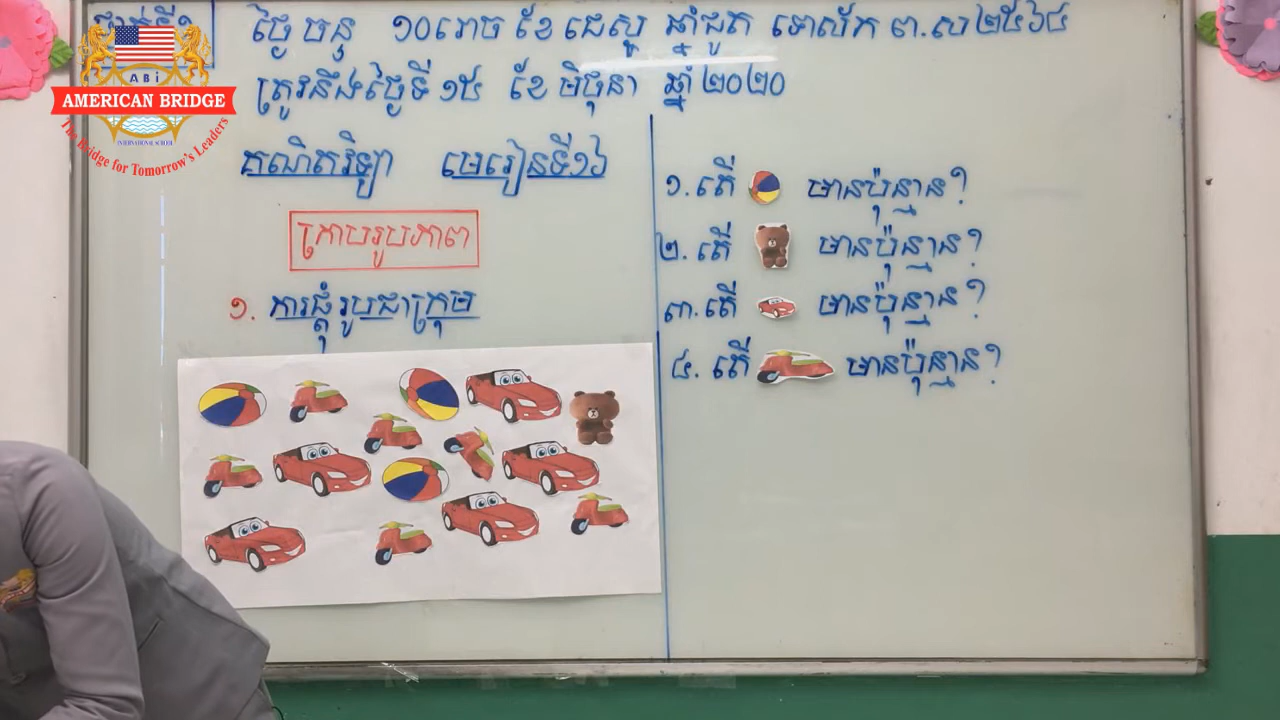 ថ្ងៃ ចន្ទ ១០រោច ខែ ជេស្ឋ ឆ្នាំជូត ទោស័ក ព.ស ២៥៦៤
ត្រូវនឹងថ្ងៃទី ១៥ ខែ មិថុនា ឆ្នាំ ២០២០
ABi
AMERICAN BRIDGE
INTERNATIONAL SCHOOL
The Bridge for Tomorrow's Leaders
គណិតវិទ្យា មេរៀនទី១៦
ក្រាបរូបភាព
១. ការផ្តុំរូបជាក្រុម
១. តើ មានប៉ុន្មាន?
២. តើ មានប៉ុន្មាន?
៣. តើ មានប៉ុន្មាន?
៤. តើ មានប៉ុន្មាន?